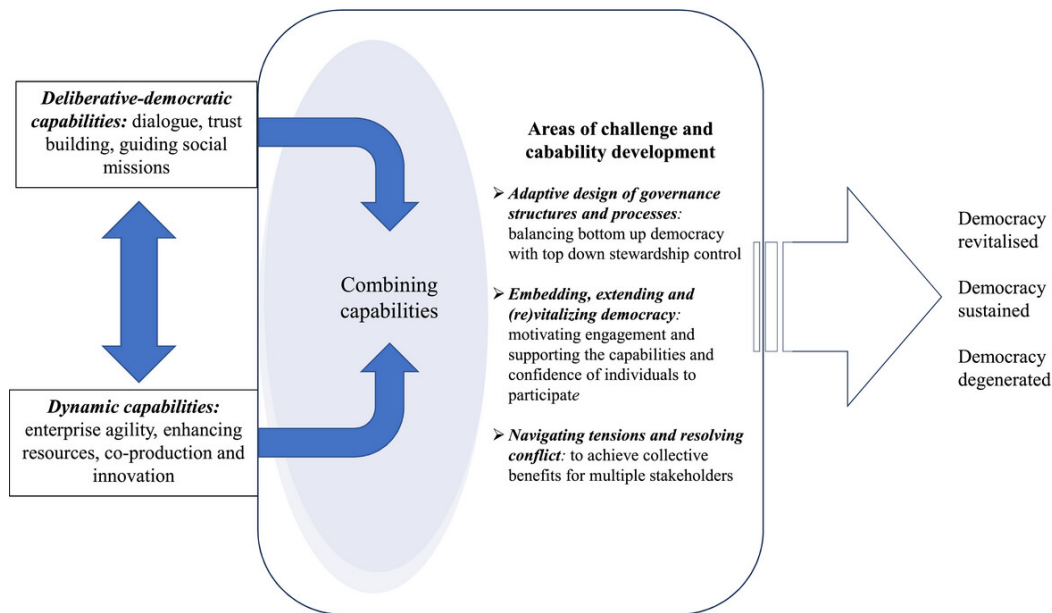 Deliberative-democratic
capabilities: dialogue, trust
building, guiding social
missions
Dynamic capabilities:
enterprise agility, enhancing
resources, co-production and
innovation
Combining
capabilities
Areas of challenge and
cabability development
➢ Adaptive design of governance
structures and processes:
balancing bottom up democracy
with top down stewardship control
➢ Embedding, extending and
(re)vitalizing democracy:
motivating engagement and
supporting the capabilities and
confidence of individuals to
participate
➢ Navigating tensions and resolving
conflict: to achieve collective
benefits for multiple stakeholders
Democracy
revitalised
Democracy
sustained
Democracy
degenerated